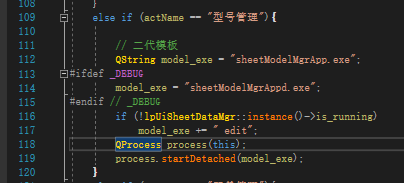 108 }
109 else if (actName == "型号管理"){
110
111 // 二代模板
112 QString model_exe = "sheetModelMgrApp.exe";
113 #ifdef _DEBUG
114 model_exe = "sheetModelMgrAppd.exe";
115 #endif // _DEBUG
116 if (!lpUiSheetDataMgr::instance()->is_running)
117 model_exe += " edit";
118 QProcess process(this);
119 process.startDetached(model_exe);
120 }